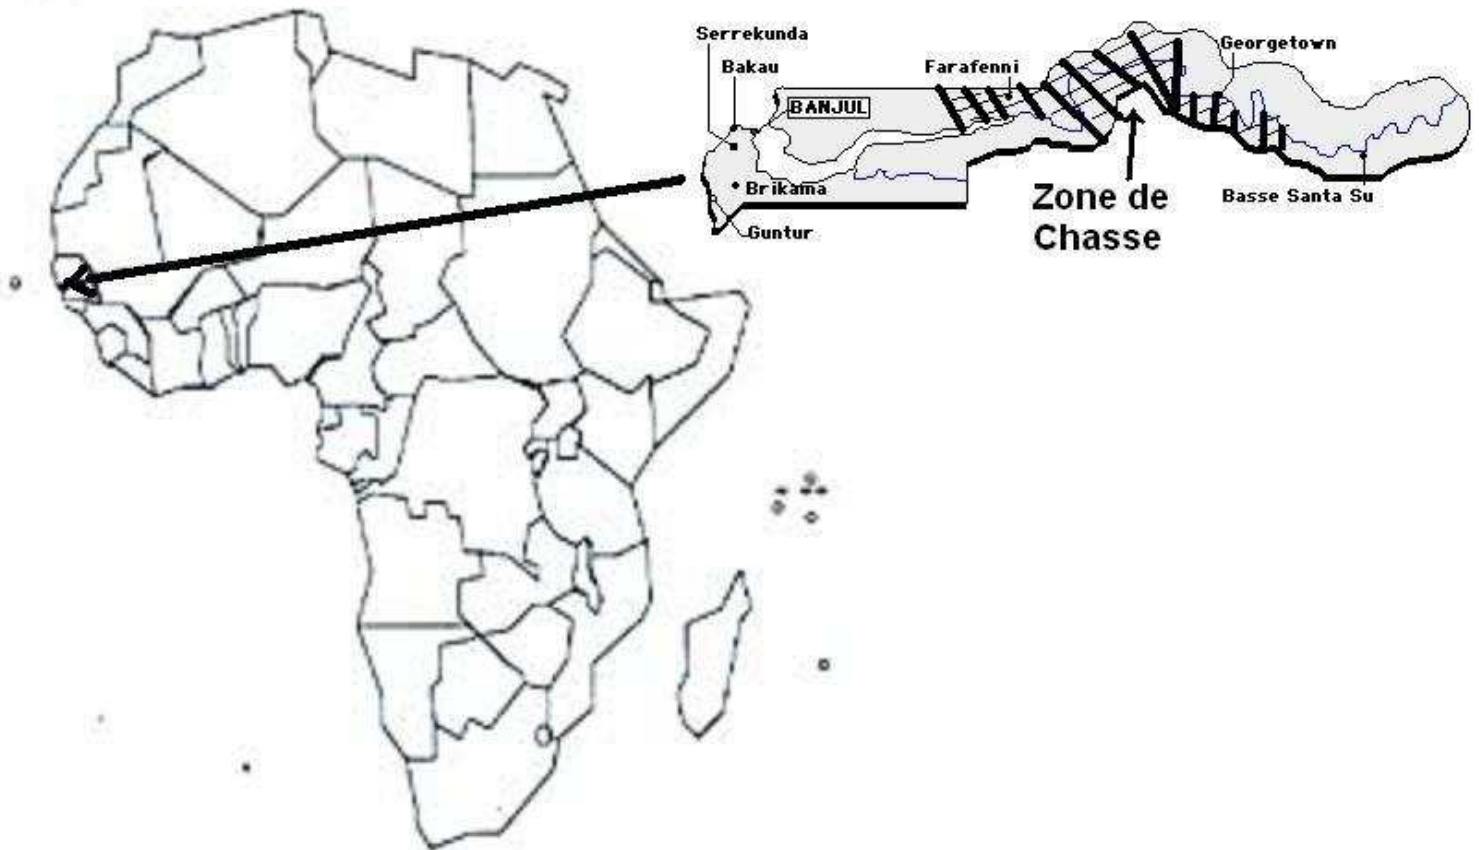 Serrekunda
Bakau
Farafenni
Georgetown
BANJUL
Brikama
Guntur
Zone de
Chasse
Basse Santa Su